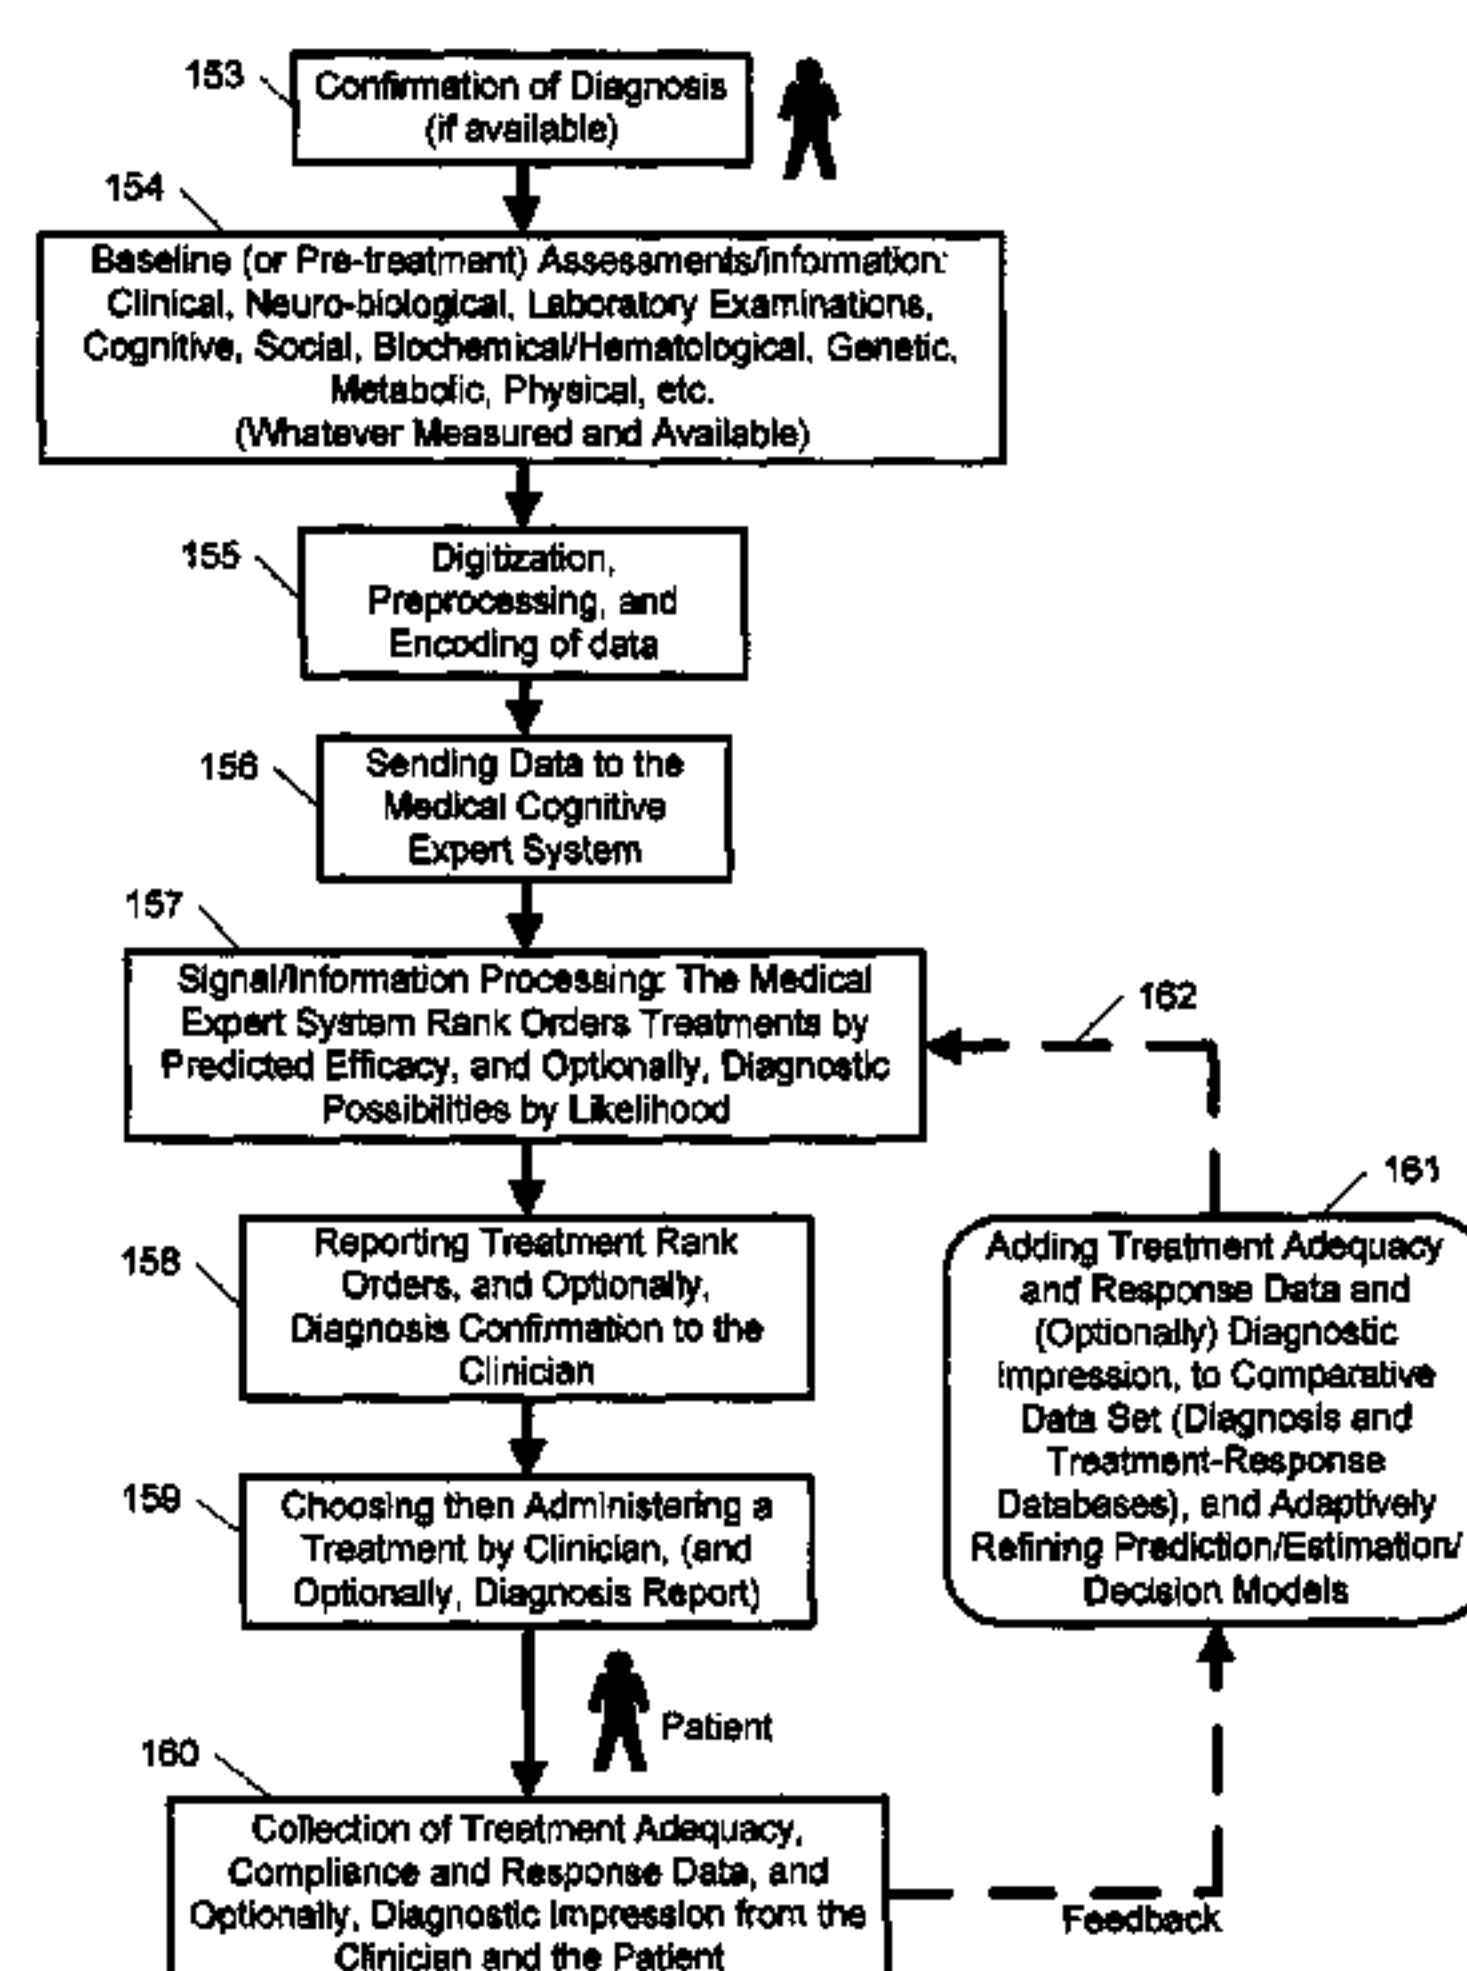 153
Confirmation of Diagnosis
(if available)
154
Baseline (or Pre-treatment) Assessments/Information:
Clinical, Neuro-biological, Laboratory Examinations,
Cognitive, Social, Biochemical/Hematological, Genetic,
Metabolic, Physical, etc.
(Whatever Measured and Available)
155
Digitization,
Preprocessing, and
Encoding of data
156
Sending Data to the
Medical Cognitive
Expert System
157
Signal/Information Processing: The Medical
Expert System Rank Orders Treatments by
Predicted Efficacy, and Optionally, Diagnostic
Possibilities by Likelihood
162
158
Reporting Treatment Rank
Orders, and Optionally,
Diagnosis Confirmation to the
Clinician
161
Adding Treatment Adequacy
and Response Data and
(Optionally) Diagnostic
Impression, to Comparative
Data Set (Diagnosis and
Treatment-Response
Databases), and Adaptively
Refining Prediction/Estimation/
Decision Models
159
Choosing then Administering a
Treatment by Clinician, (and
Optionally, Diagnosis Report)
Patient
160
Collection of Treatment Adequacy,
Compliance and Response Data, and
Optionally, Diagnostic Impression from the
Clinician and the Patient
Feedback